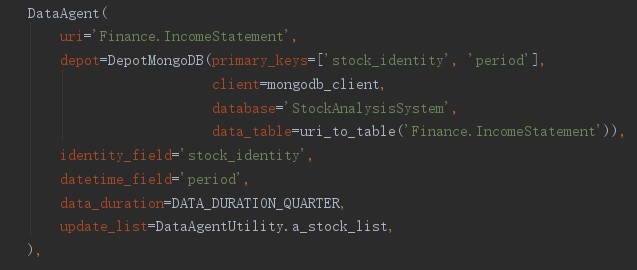 DataAgent(
    uri='Finance.IncomeStatement',
    depot=DepotMongoDB(primary_keys=['stock_identity', 'period'],
                       client=mongodb_client,
                       database='StockAnalysisSystem',
                       data_table=uri_to_table('Finance.IncomeStatement')),
    identity_field='stock_identity',
    datetime_field='period',
    data_duration=DATA_DURATION_QUARTER,
    update_list=DataAgentUtility.a_stock_list,
),